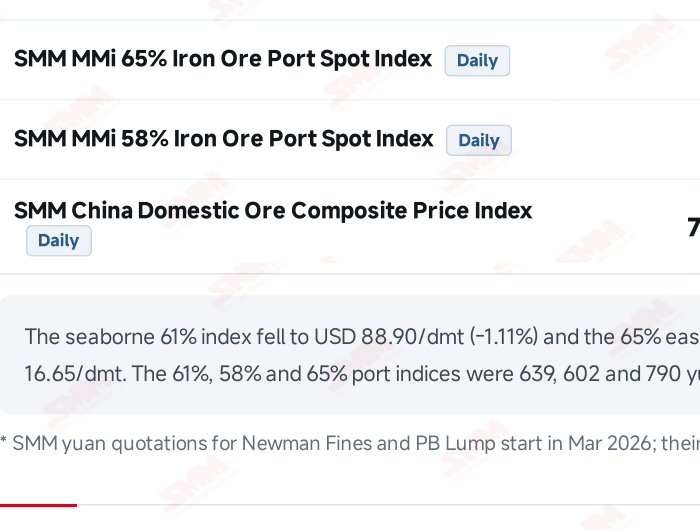 SMM MMi 65% Iron Ore Port Spot Index Daily
SMM MMi 58% Iron Ore Port Spot Index Daily
SMM China Domestic Ore Composite Price Index
7
Daily
The seaborne 61% index fell to USD 88.90/dmt (−1.11%) and the 65% eas
16.65/dmt. The 61%, 58% and 65% port indices were 639, 602 and 790 yu
* SMM yuan quotations for Newman Fines and PB Lump start in Mar 2026; their